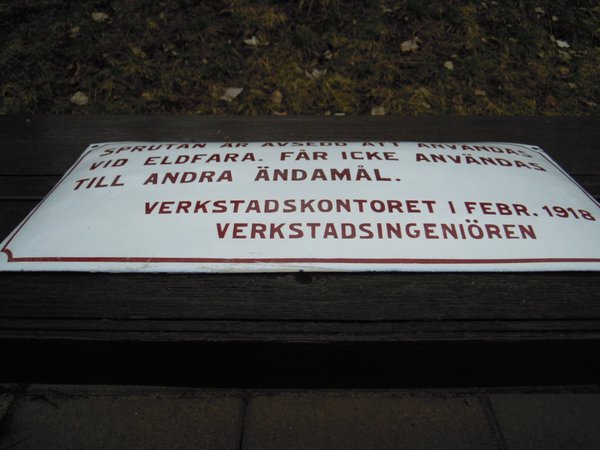 SPRUTAN ÄR AVSEDD ATT ANVÄNDAS
VID ELDFARA. FÅR ICKE ANVÄNDAS
TILL ANDRA ÄNDAMÅL.
VERKSTADSKONTORET I FEBR. 1918
VERKSTADSINGENIÖREN